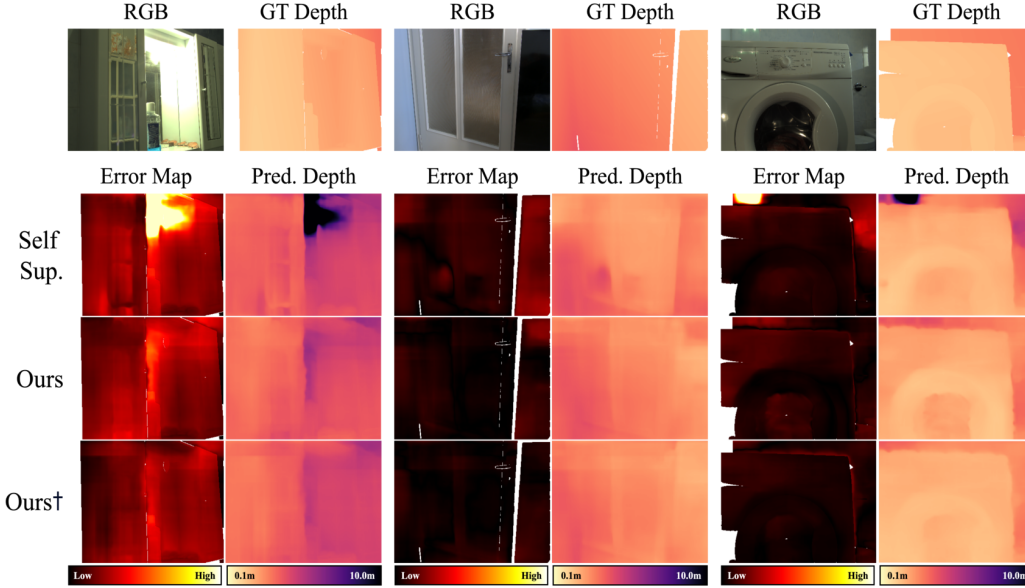 RGB GT Depth RGB GT Depth RGB GT Depth
Error Map Pred. Depth Error Map Pred. Depth Error Map Pred. Depth
Self
Sup.
Ours
Ours†
Low High 0.1m 10.0m Low High 0.1m 10.0m Low High 0.1m 10.0m